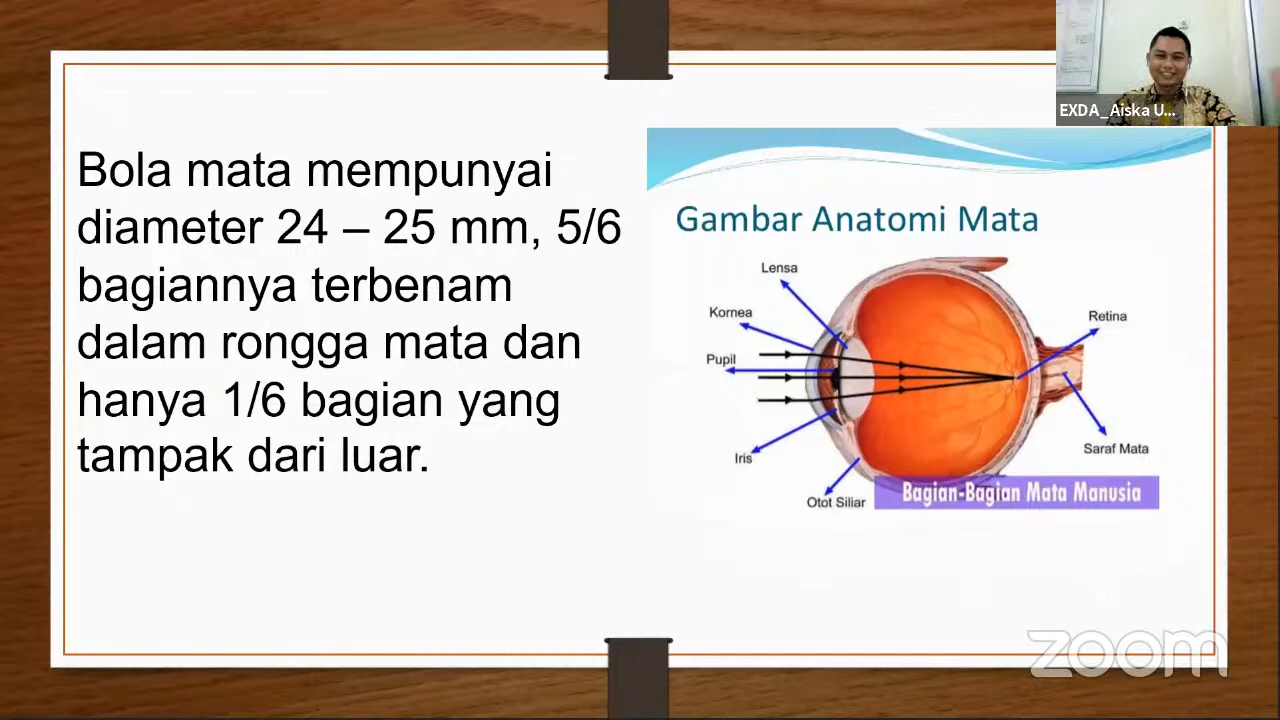 EXDA_Aiska U...
Bola mata mempunyai
diameter 24 – 25 mm, 5/6
bagiannya terbenam
dalam rongga mata dan
hanya 1/6 bagian yang
tampak dari luar.
Gambar Anatomi Mata
Lensa
Kornea
Retina
Pupil
Saraf Mata
Iris
Otot Siliar
Bagian-Bagian Mata Manusia
zoom